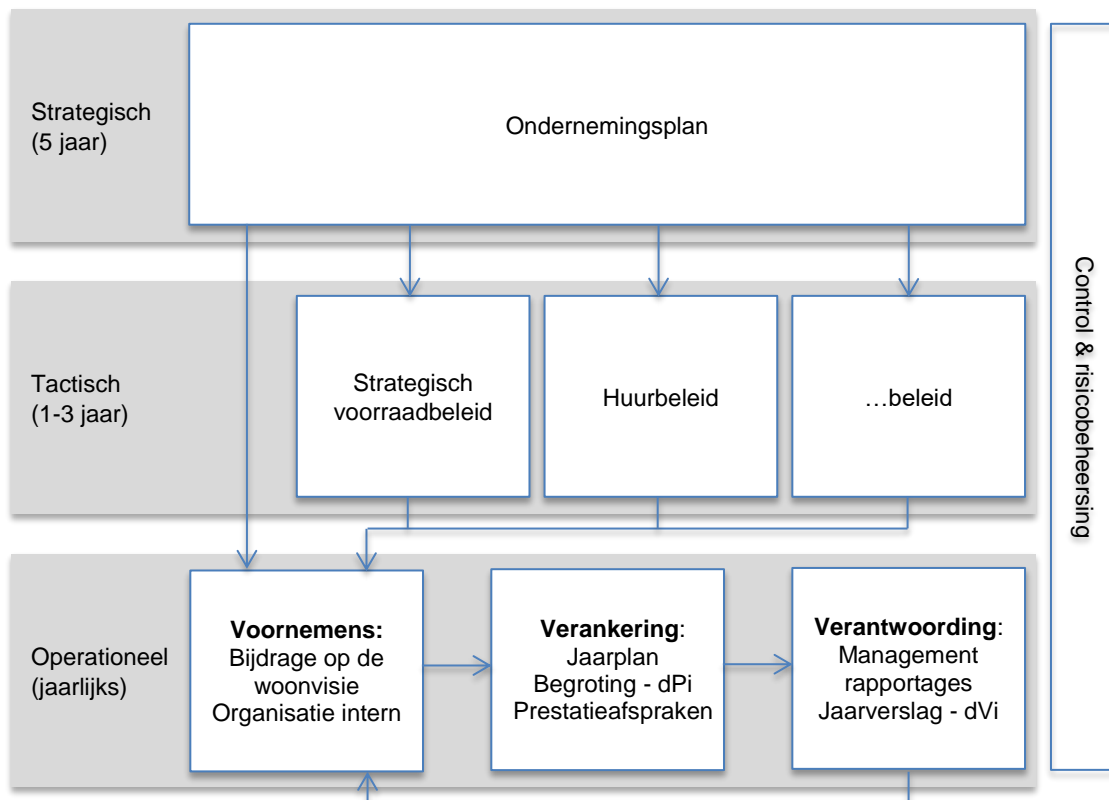 Strategisch
(5 jaar)
Ondernemingsplan
Tactisch
(1-3 jaar)
Strategisch
voorraadbeleid
Huurbeleid
…beleid
Operationeel
(jaarlijks)
Voornemens:
Bijdrage op de
woonvisie
Organisatie intern
Verankering:
Jaarplan
Begroting - dPi
Prestatieafspraken
Verantwoording:
Management
rapportages
Jaarverslag - dVi
Control & risicobeheersing